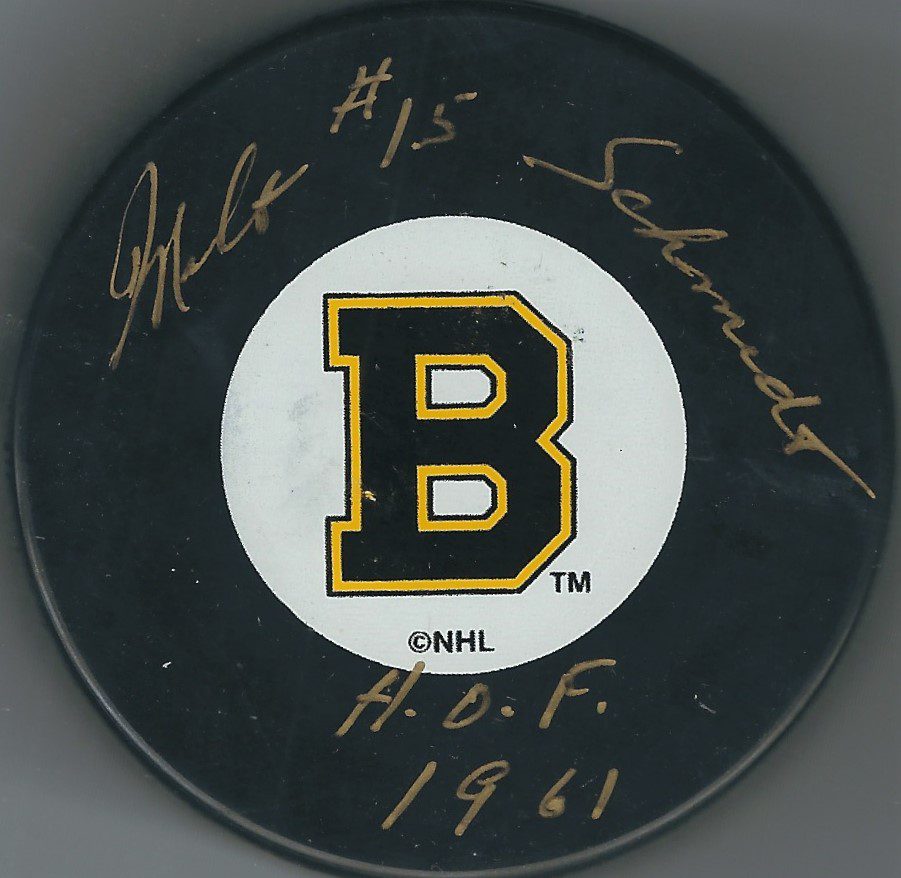 Milt #15 Schmidt
B
TM
©NHL
H.O.F.
1961